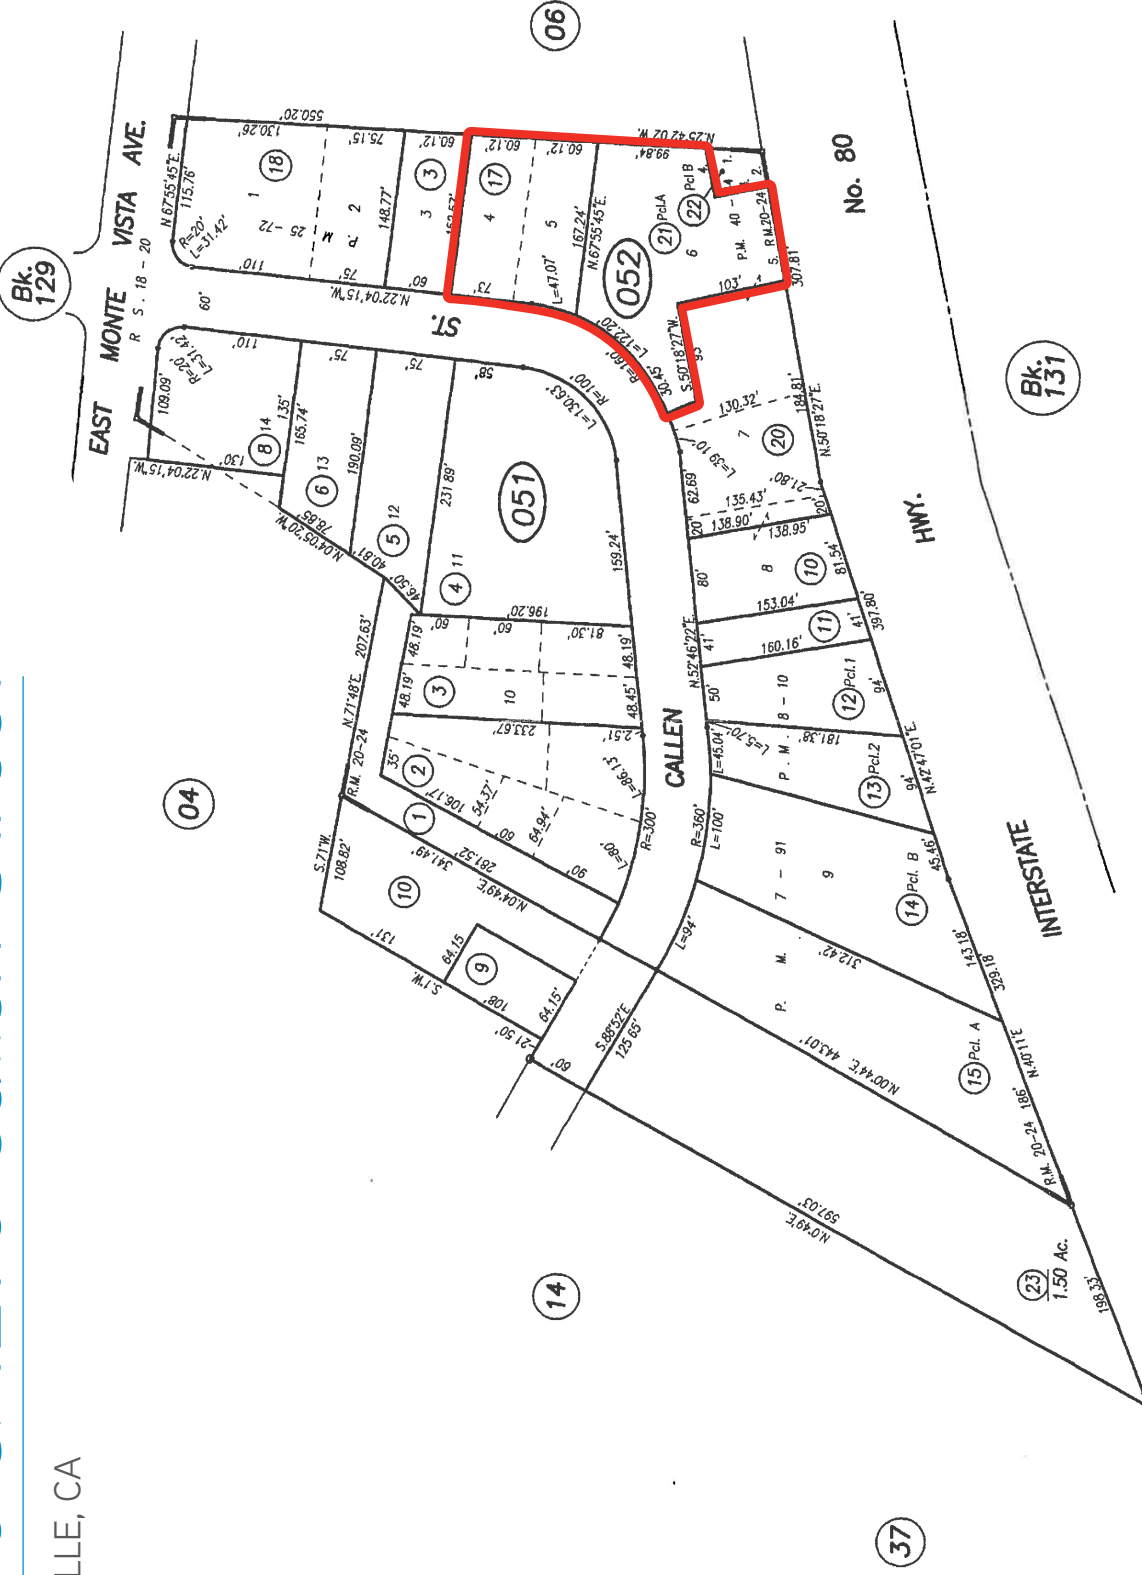 LLE, CA
06
Bk.
129
EAST MONTE VISTA AVE.
R S . 18 - 20
N.67°55'45"E.
115.76'
R=20'
L=31.42'
110'
60'
130.26'
550.20'
18
1
25 - 72
P. M
2
75.15'
148.77'
75'
N.22°04'15"W.
60.12'
3
3
60'
60.12'
17
4
73'
60.12'
5
L=47.07'
167.24'
N.67°55'45"E.
N.25°42'02"W.
99.84'
052
21 Pcl.A
22 Pcl B
6
P.M. 40 -
4.
1.
2.
5.
R.M.20-24
103'
307.81'
ST.
R=160'
L=122.20'
30.45'
S.50°18'27"W.
95'
109.09'
R=20'
L=31.42'
110'
N.22°04'15"W.
130'
8
14
135'
165.74'
75'
6
13
78.85'
N.04°05'20"W.
190.09'
75'
5
12
40.81'
46.50'
231.89'
58'
4
11
051
L=130.63'
R=100'
159.24'
196.20'
N.71°48'E.
207.63'
R.M. 20-24
48.19'
48.19'
60'
60'
81.30'
3
10
48.19'
48.45'
233.67'
2.51'
35'
2
106.17'
54.37'
60'
64.94'
90'
L=86.13'
L=80'
R=300'
1
281.52'
341.49'
N.04°49'E.
S.71°W.
108.82'
10
131'
64.15
9
S.1°W.
108'
64.15'
21.50'
60'
S.88°52'E
125.65'
04
CALLEN
N.52°46'22"E.
L=39.10'
62.69'
130.32'
7
20
184.81'
N.50°18'27"E.
21.80'
135.43'
138.90'
20'
20'
138.95'
80'
8
10
81.54'
153.04'
41'
11
41'
397.80'
160.16'
50'
12 Pcl.1
94'
P . M . 8 - 10
181.38'
L=5.70'
L=45.04'
13 Pcl.2
94'
N.42°47'01"E.
R=360'
L=100'
P. M. 7 - 91
9
14 Pcl. B
45.46'
143.18'
329.18'
L=94'
312.42'
15 Pcl. A
N.40°11'E
186'
R.M. 20-24
N.00°44'E. 443.01'
N.0°49'E.
597.03'
23
1.50 Ac.
198.33'
14
37
INTERSTATE HWY. No. 80
Bk.
131